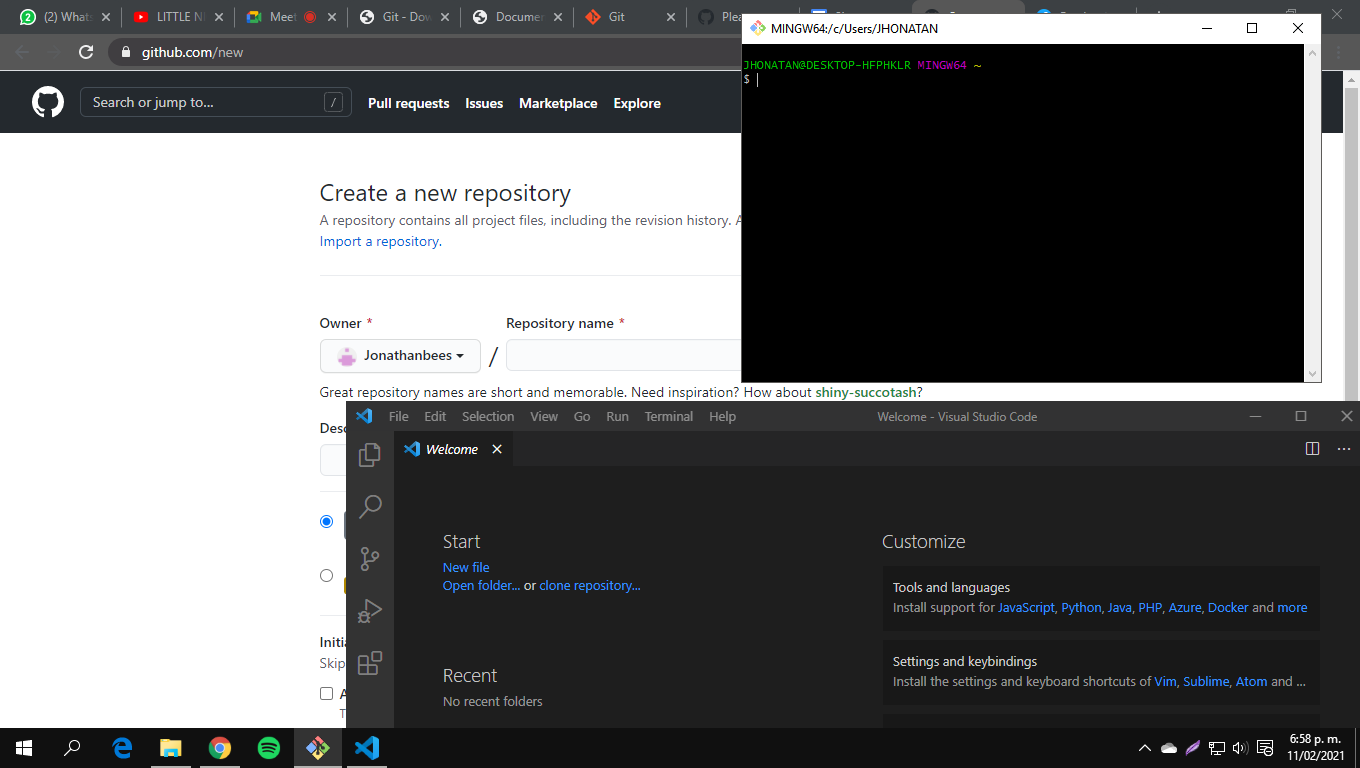 (2) Whats
LITTLE NI
Meet
Git - Dow
Documen
Git
Plea
github.com/new
Search or jump to...
/
Pull requests
Issues
Marketplace
Explore
Create a new repository
A repository contains all project files, including the revision history. A
Import a repository.
Owner *
Repository name *
Jonathanbees
/
Great repository names are short and memorable. Need inspiration? How about shiny-succotash?
Desc
Initia
Skip
A
T
MINGW64:/c/Users/JHONATAN
JHONATAN@DESKTOP-HFPHKLR MINGW64 ~
$
File Edit Selection View Go Run Terminal Help
Welcome - Visual Studio Code
Welcome
Start
New file
Open folder... or clone repository...
Recent
No recent folders
Customize
Tools and languages
Install support for JavaScript, Python, Java, PHP, Azure, Docker and more
Settings and keybindings
Install the settings and keyboard shortcuts of Vim, Sublime, Atom and ...
6:58 p. m.
11/02/2021